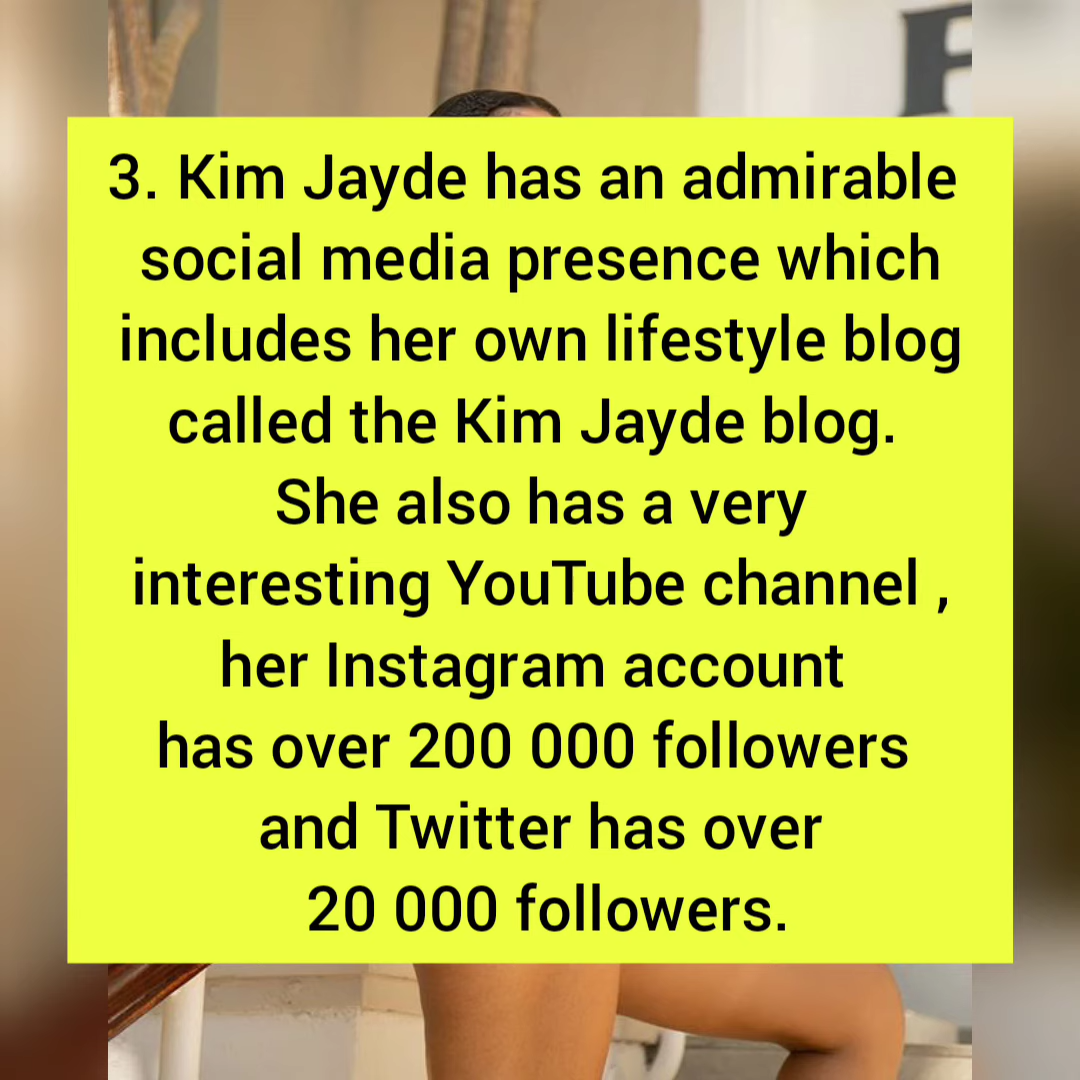 3. Kim Jayde has an admirable
social media presence which
includes her own lifestyle blog
called the Kim Jayde blog.
She also has a very
interesting YouTube channel ,
her Instagram account
has over 200 000 followers
and Twitter has over
20 000 followers.